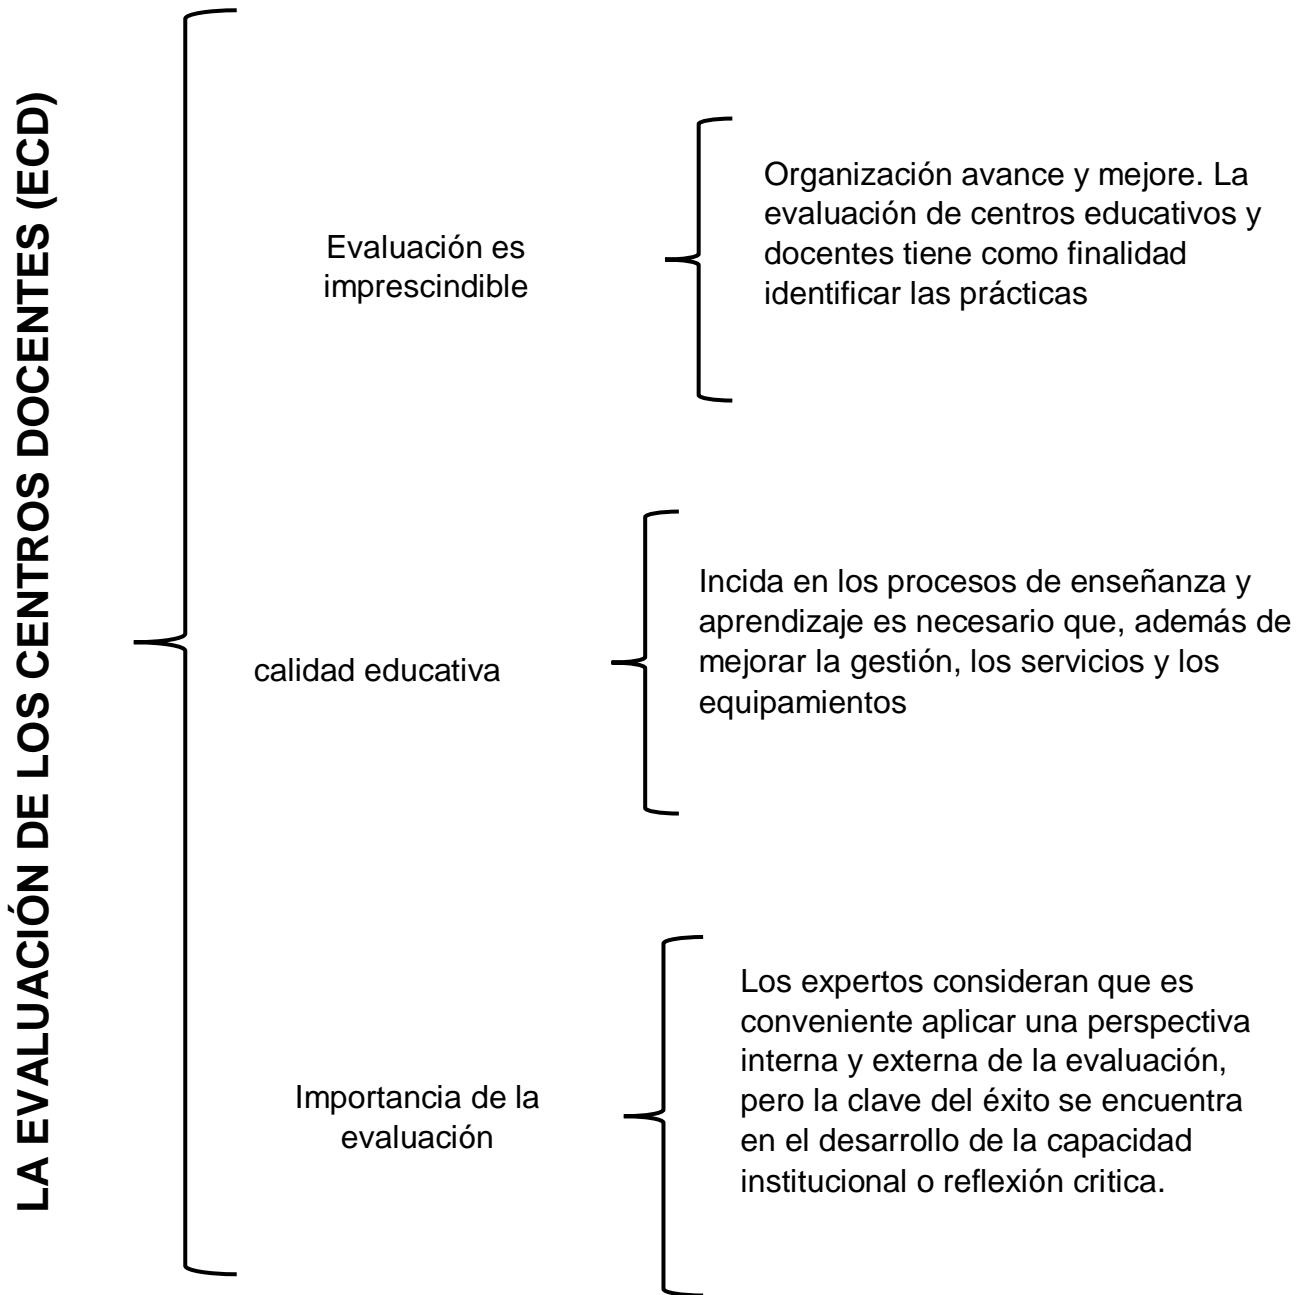 LA EVALUACIÓN DE LOS CENTROS DOCENTES (ECD)
Evaluación es
imprescindible
Organización avance y mejore. La
evaluación de centros educativos y
docentes tiene como finalidad
identificar las prácticas
calidad educativa
Incida en los procesos de enseñanza y
aprendizaje es necesario que, además de
mejorar la gestión, los servicios y los
equipamientos
Importancia de la
evaluación
Los expertos consideran que es
conveniente aplicar una perspectiva
interna y externa de la evaluación,
pero la clave del éxito se encuentra
en el desarrollo de la capacidad
institucional o reflexión critica.